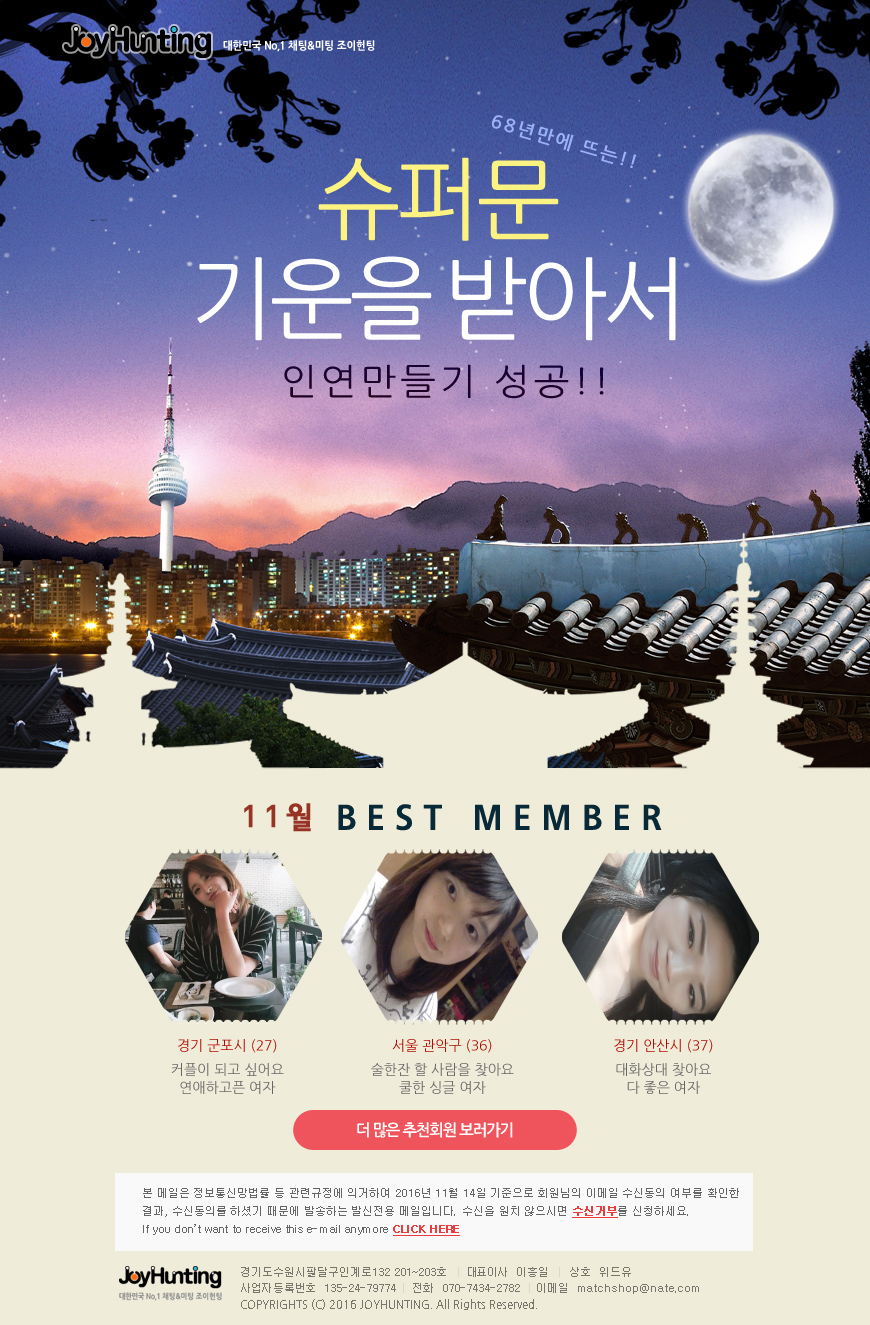 JoyHunting 대한민국 No,1 채팅&미팅 조이헌팅
68년만에 뜨는!!
슈퍼문
기운을 받아서
인연만들기 성공!!
11월 BEST MEMBER
경기 군포시 (27)
커플이 되고 싶어요
연애하고픈 여자
서울 관악구 (36)
술한잔 할 사람을 찾아요
쿨한 싱글 여자
경기 안산시 (37)
대화상대 찾아요
다 좋은 여자
더 많은 추천회원 보러가기
본 메일은 정보통신망법률 등 관련규정에 의거하여 2016년 11월 14일 기준으로 회원님의 이메일 수신동의 여부를 확인한
결과, 수신동의를 하셨기 때문에 발송하는 발신전용 메일입니다. 수신을 원치 않으시면 수신거부를 신청하세요.
If you don't want to receive this e-mail anymore CLICK HERE
JoyHunting
대한민국 No,1 채팅&미팅 조이헌팅
경기도수원시팔달구인계로132 201~203호 | 대표이사 이홍일 | 상호 위드유
사업자등록번호 135-24-79774 | 전화 070-7434-2782 | 이메일 matchshop@nate,com
COPYRIGHTS (C) 2016 JOYHUNTING. All Rights Reserved.